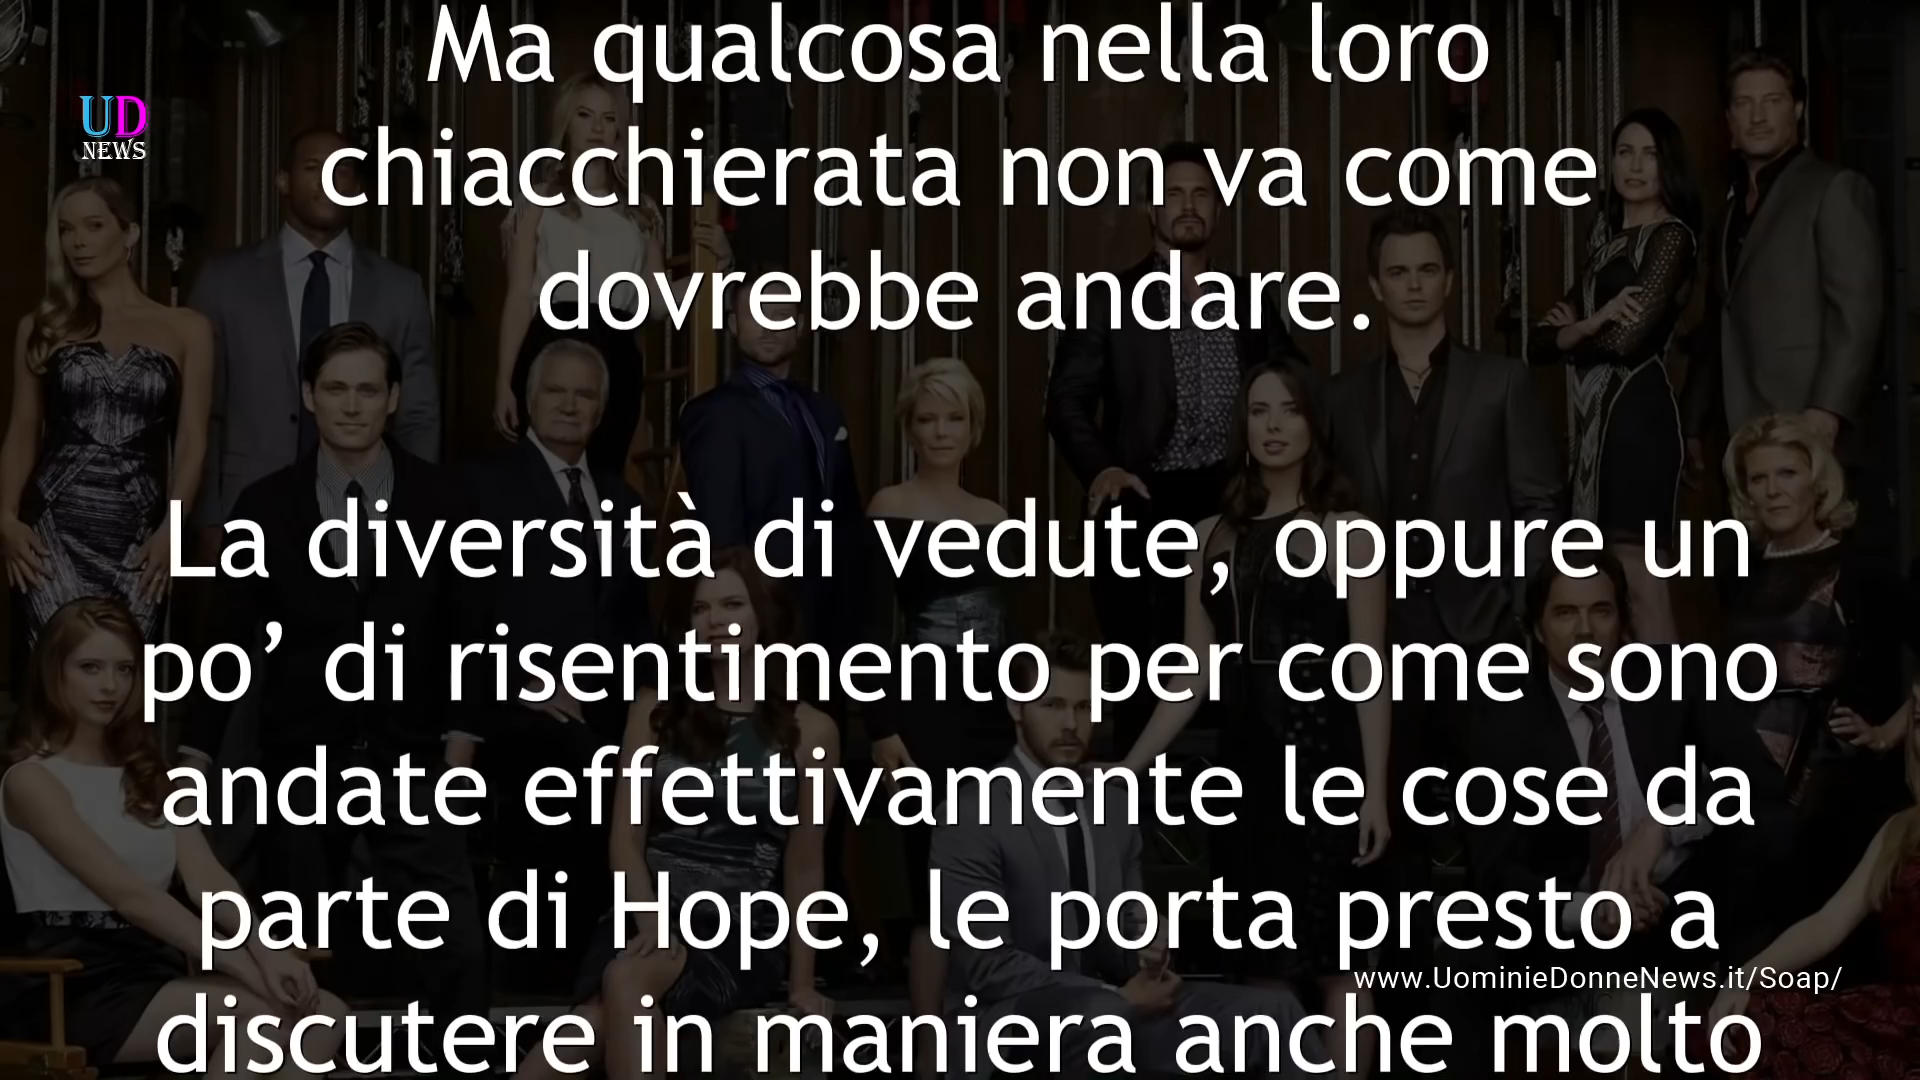 Ma qualcosa nella loro
UD
NEWS
chiacchierata non va come
dovrebbe andare.
La diversità di vedute, oppure un
po’ di risentimento per come sono
andate effettivamente le cose da
parte di Hope, le porta presto a
www.UominieDonneNews.it/Soap/
discutere in maniera anche molto